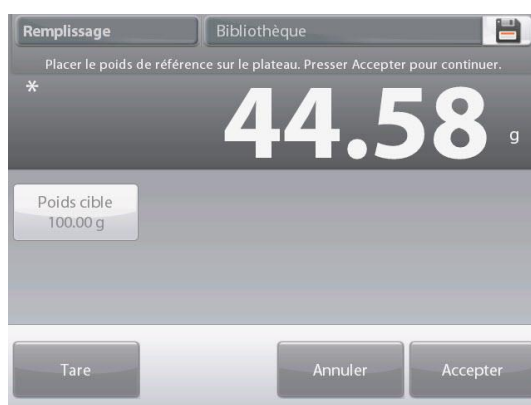 Remplissage
Bibliothèque
Placer le poids de référence sur le plateau. Presser Accepter pour continuer.
*
44.58 g
Poids cible
100.00 g
Tare
Annuler
Accepter